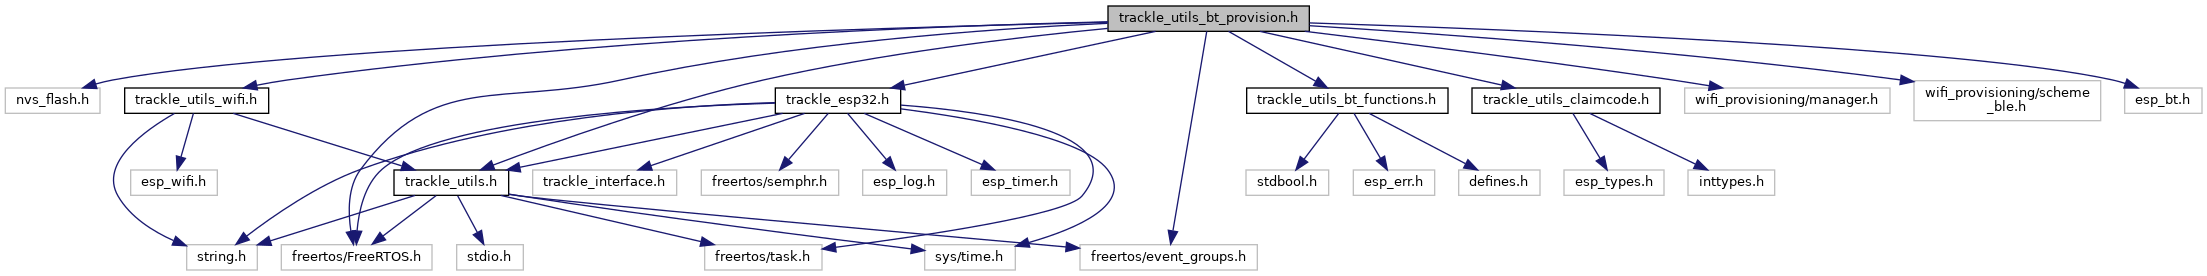 trackle_utils_bt_provision.h
nvs_flash.h
trackle_utils_wifi.h
trackle_esp32.h
trackle_utils_bt_functions.h
trackle_utils_claimcode.h
wifi_provisioning/manager.h
wifi_provisioning/scheme
_ble.h
esp_bt.h
esp_wifi.h
trackle_utils.h
trackle_interface.h
freertos/semphr.h
esp_log.h
esp_timer.h
stdbool.h
esp_err.h
defines.h
esp_types.h
inttypes.h
string.h
freertos/FreeRTOS.h
stdio.h
freertos/task.h
sys/time.h
freertos/event_groups.h